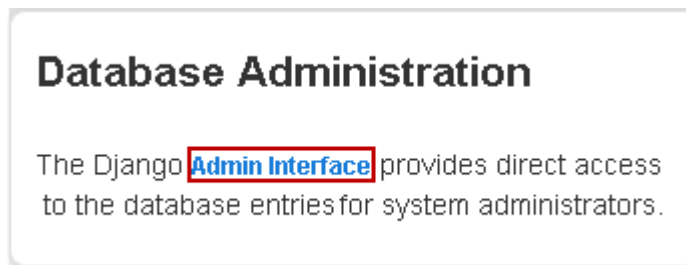 Database Administration
The Django Admin Interface provides direct access
to the database entries for system administrators.